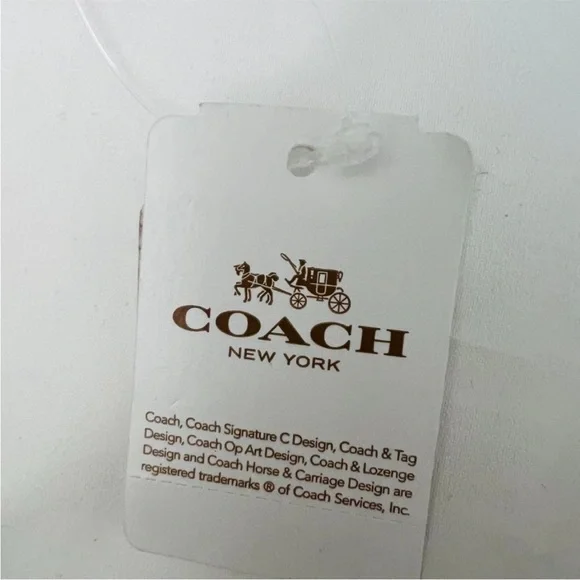 COACH
NEW YORK
Coach, Coach Signature C Design, Coach & Tag
Design, Coach Op Art Design, Coach & Lozenge
Design and Coach Horse & Carriage Design are
registered trademarks ® of Coach Services, Inc.